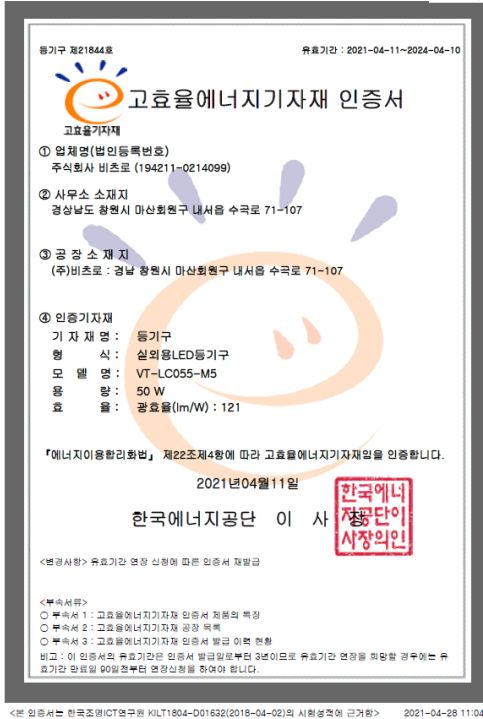 등기구 제21844호
유효기간 : 2021-04-11~2024-04-10
고효율에너지기자재 인증서
고효율기자재
① 업체명(법인등록번호)
주식회사 비츠로 (194211-0214099)
② 사무소 소재지
경상남도 창원시 마산회원구 내서읍 수곡로 71-107
③ 공 장 소 재 지
(주)비츠로 : 경남 창원시 마산회원구 내서읍 수곡로 71-107
④ 인증기자재
기 자 재 명 : 등기구
형 식 : 실외용LED등기구
모 델 명 : VT-LC055-M5
용 량 : 50 W
효 율 : 광효율(lm/W) : 121
『에너지이용합리화법』 제22조제4항에 따라 고효율에너지기자재임을 인증합니다.
2021년04월11일
한국에너지공단 이 사 장
한국에너
지공단이
사장의인
<변경사항> 유효기간 연장 신청에 따른 인증서 재발급
<부속서류>
○ 부속서 1 : 고효율에너지기자재 인증서 제품의 특징
○ 부속서 2 : 고효율에너지기자재 공장 목록
○ 부속서 3 : 고효율에너지기자재 인증서 발급 이력 현황
비고 : 이 인증서의 유효기간은 인증서 발급일로부터 3년이므로 유효기간 연장을 희망할 경우에는 유
효기간 만료일 90일전부터 연장신청을 하여야 합니다.
<본 인증서는 한국조명ICT연구원 KILT1804-D01632(2018-04-02)의 시험성적에 근거함> 2021-04-28 11:04